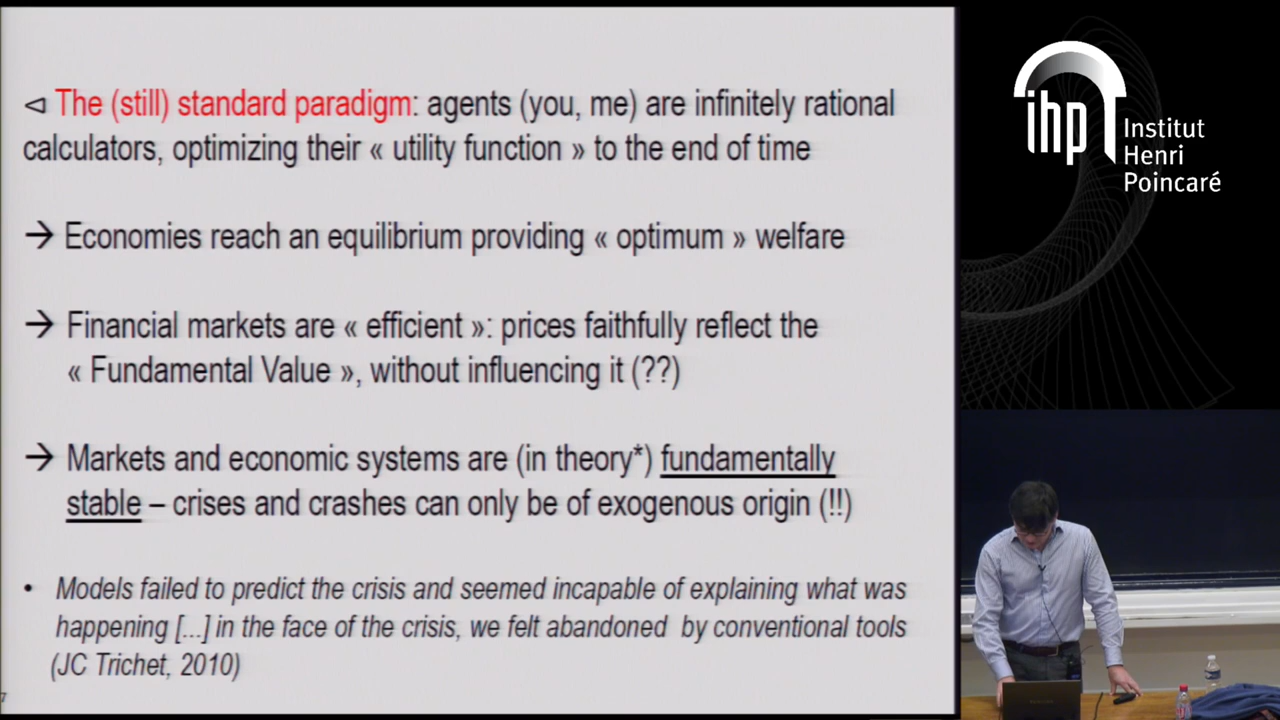 ⊲ The (still) standard paradigm: agents (you, me) are infinitely rational
calculators, optimizing their « utility function » to the end of time
→ Economies reach an equilibrium providing « optimum » welfare
→ Financial markets are « efficient »: prices faithfully reflect the
« Fundamental Value », without influencing it (??)
→ Markets and economic systems are (in theory*) fundamentally
stable – crises and crashes can only be of exogenous origin (!!)
• Models failed to predict the crisis and seemed incapable of explaining what was
happening [...] in the face of the crisis, we felt abandoned by conventional tools
(JC Trichet, 2010)
7
ihp
Institut
Henri
Poincaré